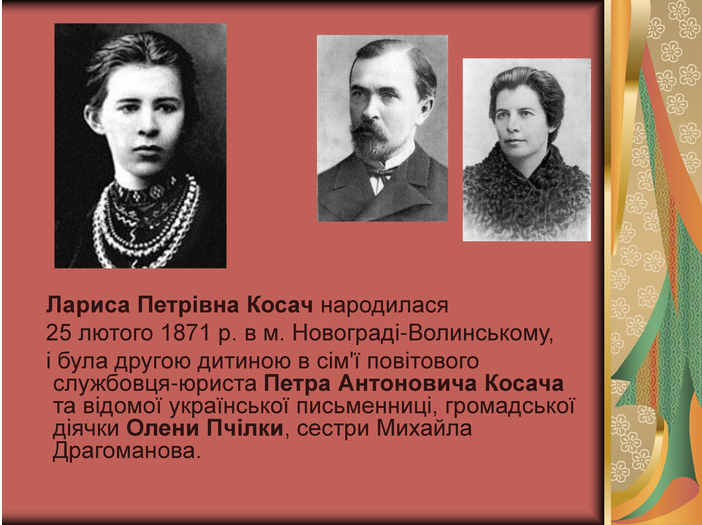 Лариса Петрівна Косач народилася
25 лютого 1871 р. в м. Новограді-Волинському,
і була другою дитиною в сім'ї повітового
службовця-юриста Петра Антоновича Косача
та відомої української письменниці, громадської
діячки Олени Пчілки, сестри Михайла
Драгоманова.